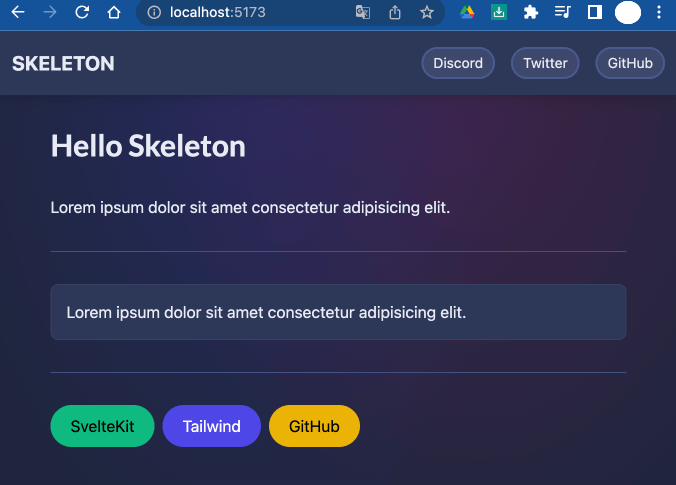 localhost:5173
SKELETON
Discord
Twitter
GitHub
Hello Skeleton
Lorem ipsum dolor sit amet consectetur adipisicing elit.
Lorem ipsum dolor sit amet consectetur adipisicing elit.
SvelteKit
Tailwind
GitHub